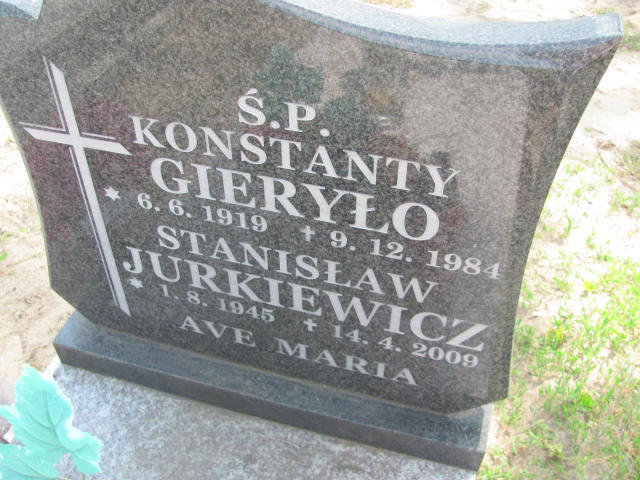 Ś.P.
KONSTANTY
GIERYŁO
* 6. 6. 1919 ✝ 9. 12. 1984
STANISŁAW
JURKIEWICZ
* 1. 8. 1945 ✝ 14. 4. 2009
AVE MARIA